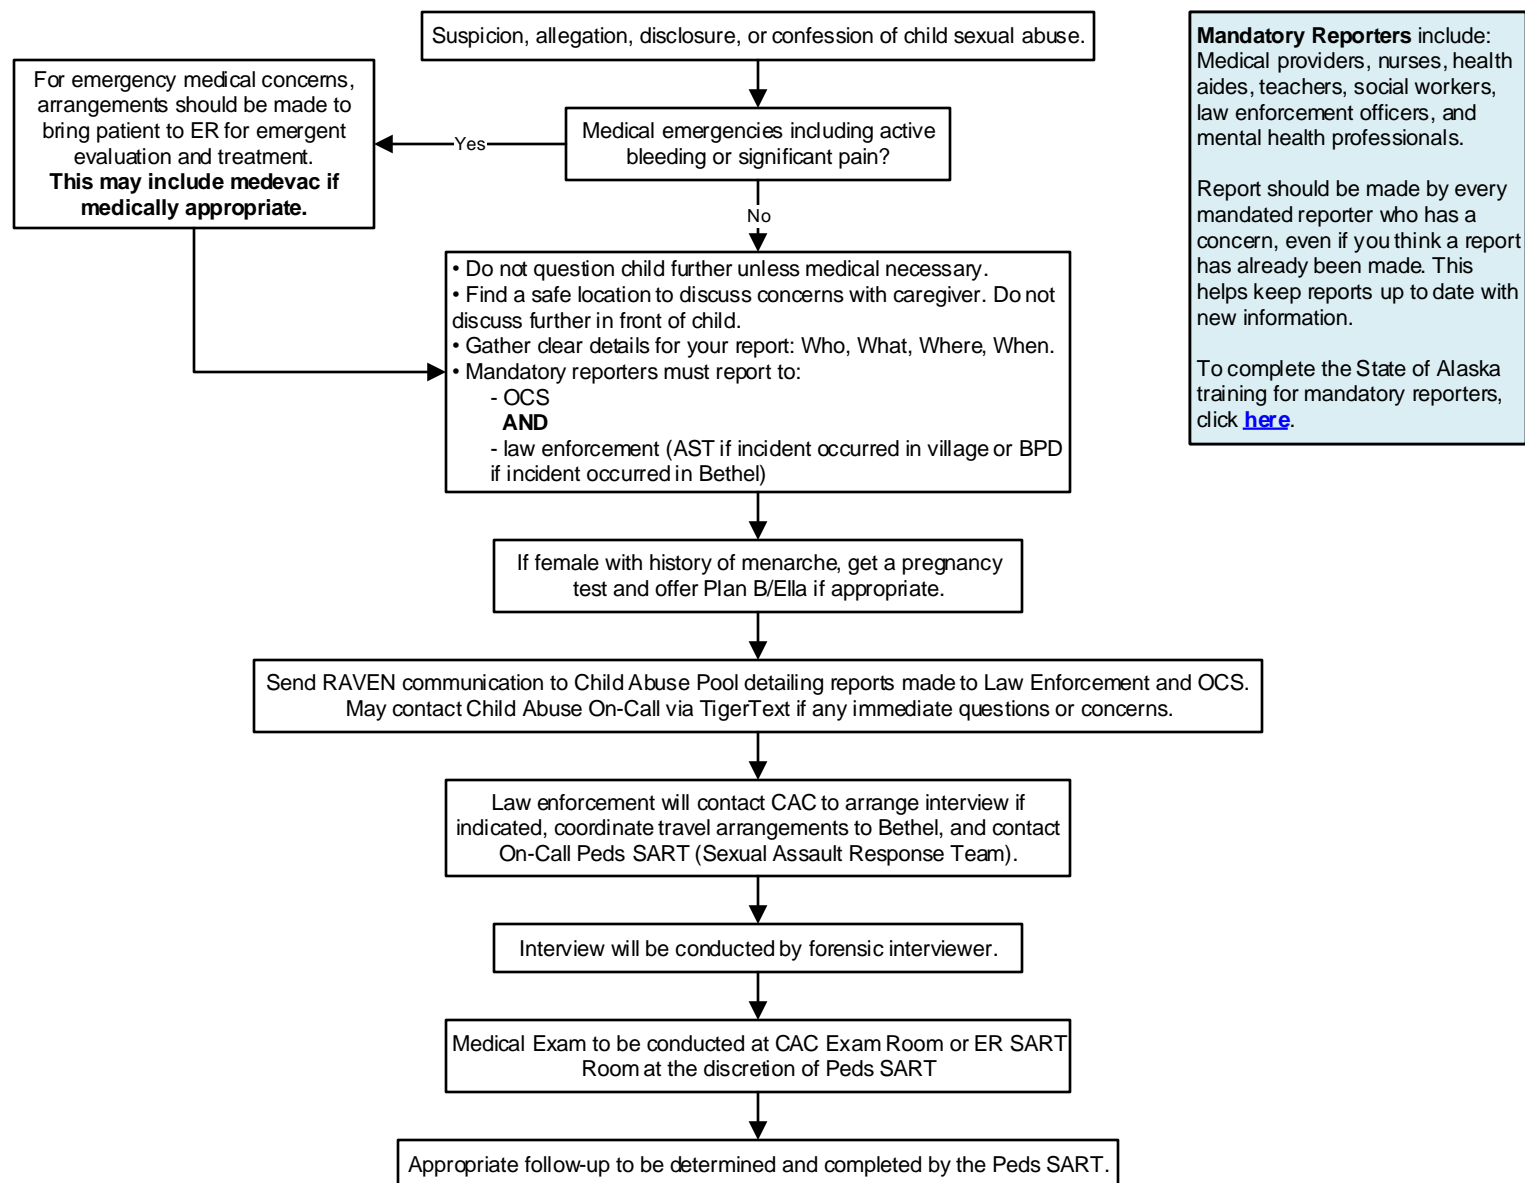 Suspicion, allegation, disclosure, or confession of child sexual abuse.
For emergency medical concerns,
arrangements should be made to
bring patient to ER for emergent
evaluation and treatment.
This may include medevac if
medically appropriate.
Yes
Medical emergencies including active
bleeding or significant pain?
No
• Do not question child further unless medical necessary.
• Find a safe location to discuss concerns with caregiver. Do not
discuss further in front of child.
• Gather clear details for your report: Who, What, Where, When.
• Mandatory reporters must report to:
- OCS
AND
- law enforcement (AST if incident occurred in village or BPD
if incident occurred in Bethel)
If female with history of menarche, get a pregnancy
test and offer Plan B/Ella if appropriate.
Send RAVEN communication to Child Abuse Pool detailing reports made to Law Enforcement and OCS.
May contact Child Abuse On-Call via TigerText if any immediate questions or concerns.
Law enforcement will contact CAC to arrange interview if
indicated, coordinate travel arrangements to Bethel, and contact
On-Call Peds SART (Sexual Assault Response Team).
Interview will be conducted by forensic interviewer.
Medical Exam to be conducted at CAC Exam Room or ER SART
Room at the discretion of Peds SART
Appropriate follow-up to be determined and completed by the Peds SART.
Mandatory Reporters include:
Medical providers, nurses, health
aides, teachers, social workers,
law enforcement officers, and
mental health professionals.
Report should be made by every
mandated reporter who has a
concern, even if you think a report
has already been made. This
helps keep reports up to date with
new information.
To complete the State of Alaska
training for mandatory reporters,
click here.